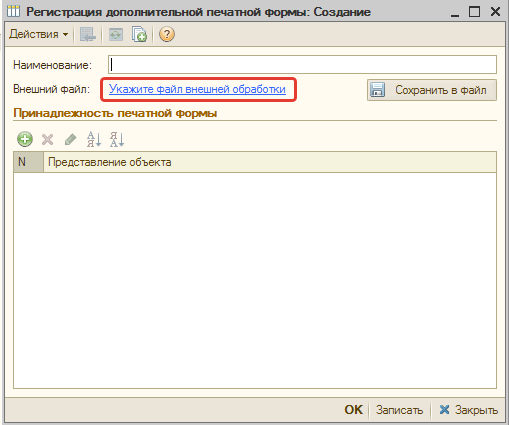 Регистрация дополнительной печатной формы: Создание
Действия
Наименование:
Внешний файл: Укажите файл внешней обработки Сохранить в файл
Принадлежность печатной формы
N Представление объекта
OK Записать Закрыть